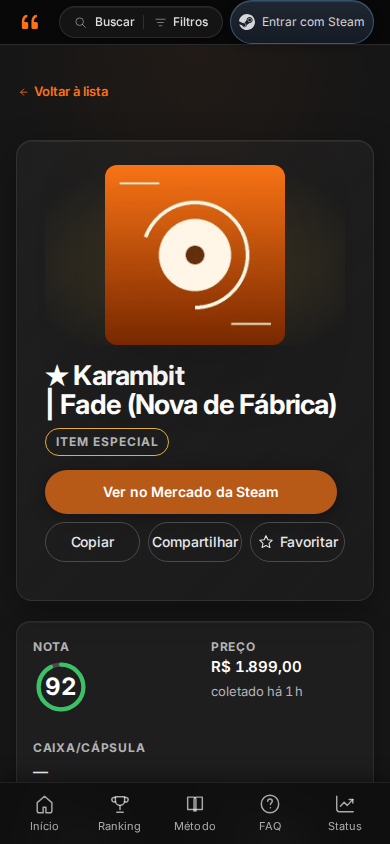 Buscar
Filtros
Entrar com Steam
← Voltar à lista
★ Karambit
| Fade (Nova de Fábrica)
ITEM ESPECIAL
Ver no Mercado da Steam
Copiar
Compartilhar
Favoritar
NOTA
92
PREÇO
R$ 1.899,00
coletado há 1 h
CAIXA/CÁPSULA
—
Início
Ranking
Método
FAQ
Status